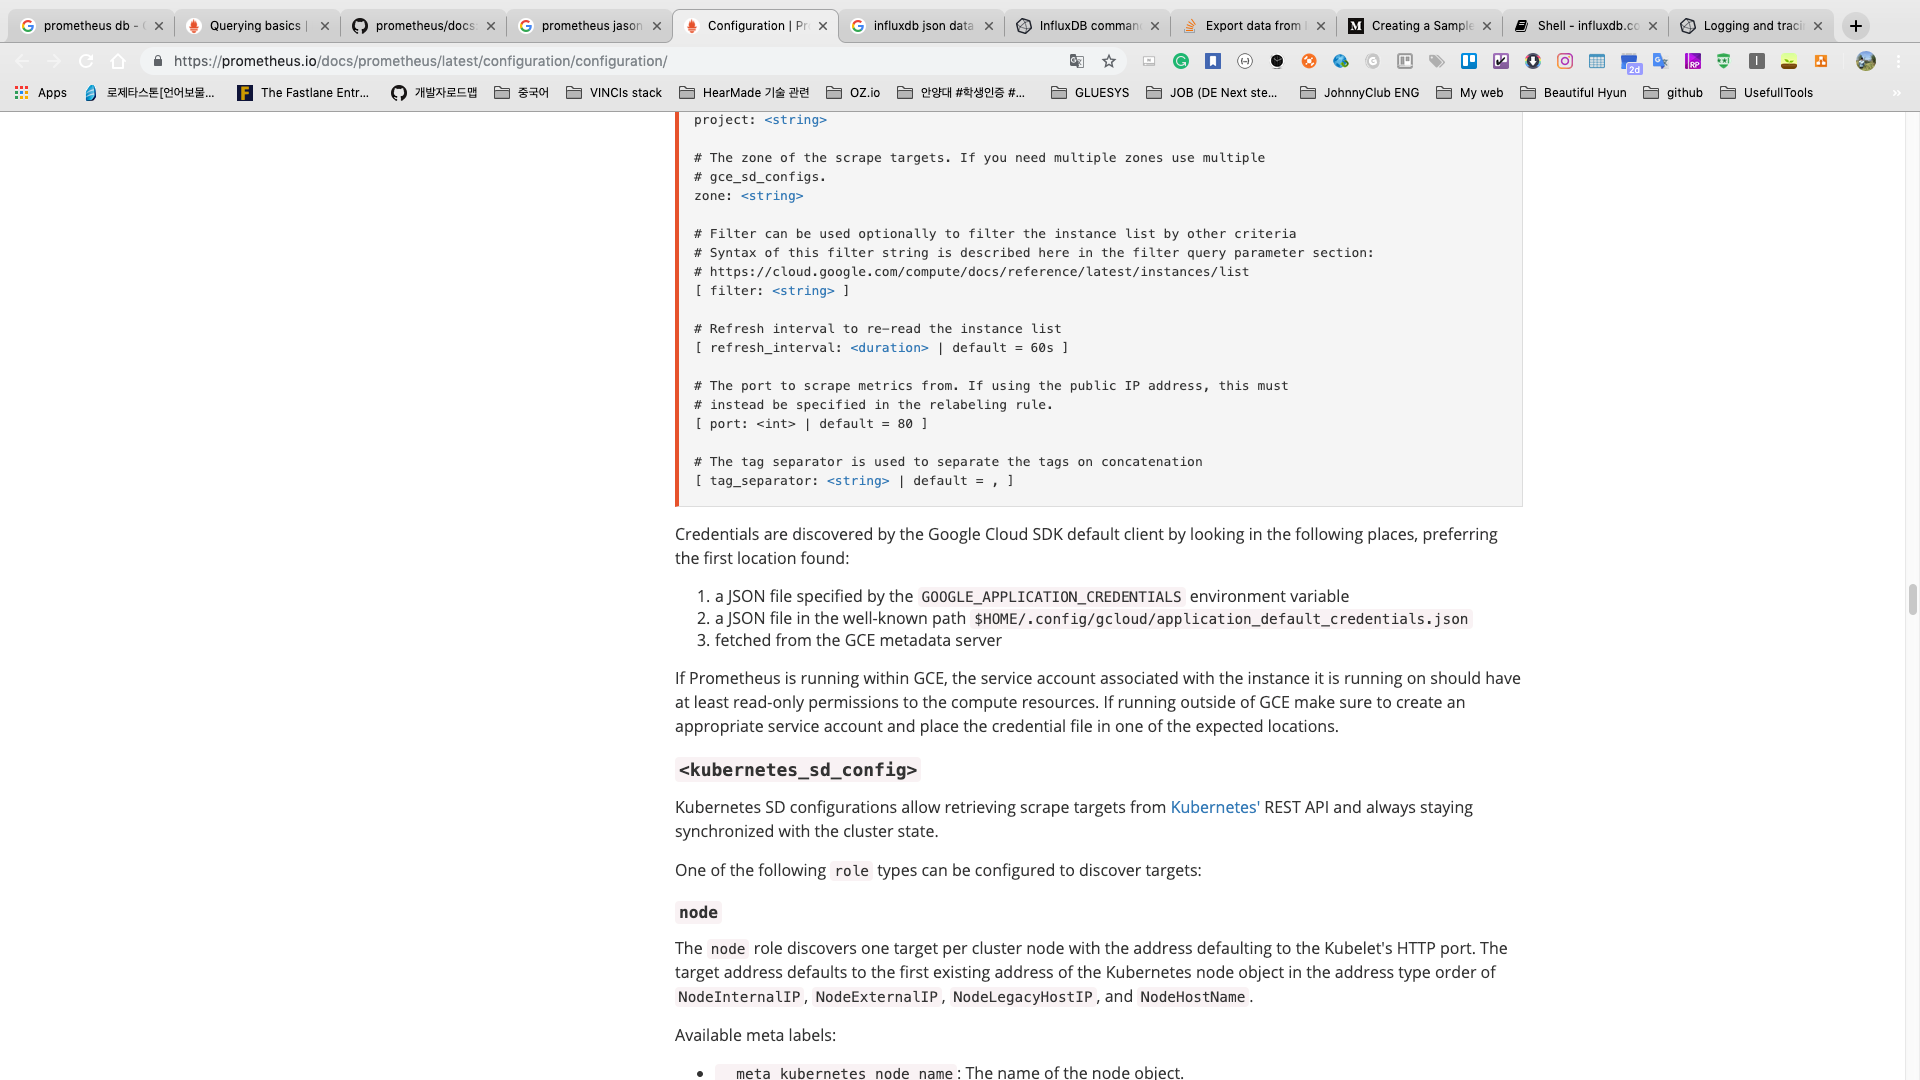 prometheus db -
Querying basics |
prometheus/docs
prometheus jason
Configuration | Pr
influxdb json data
InfluxDB comman
Export data from
Creating a Sample
Shell - influxdb.co
Logging and traci
https://prometheus.io/docs/prometheus/latest/configuration/configuration/
2d
Apps
로제타스톤[언어보물...
The Fastlane Entr...
개발자로드맵
중국어
VINCIs stack
HearMade 기술 관련
OZ.io
안양대 #학생인증 #...
GLUESYS
JOB (DE Next ste...
JohnnyClub ENG
My web
Beautiful Hyun
github
UsefullTools
project: <string>
# The zone of the scrape targets. If you need multiple zones use multiple
# gce_sd_configs.
zone: <string>
# Filter can be used optionally to filter the instance list by other criteria
# Syntax of this filter string is described here in the filter query parameter section:
# https://cloud.google.com/compute/docs/reference/latest/instances/list
[ filter: <string> ]
# Refresh interval to re-read the instance list
[ refresh_interval: <duration> | default = 60s ]
# The port to scrape metrics from. If using the public IP address, this must
# instead be specified in the relabeling rule.
[ port: <int> | default = 80 ]
# The tag separator is used to separate the tags on concatenation
[ tag_separator: <string> | default = , ]
Credentials are discovered by the Google Cloud SDK default client by looking in the following places, preferring
the first location found:
1. a JSON file specified by the GOOGLE_APPLICATION_CREDENTIALS environment variable
2. a JSON file in the well-known path $HOME/.config/gcloud/application_default_credentials.json
3. fetched from the GCE metadata server
If Prometheus is running within GCE, the service account associated with the instance it is running on should have
at least read-only permissions to the compute resources. If running outside of GCE make sure to create an
appropriate service account and place the credential file in one of the expected locations.
<kubernetes_sd_config>
Kubernetes SD configurations allow retrieving scrape targets from Kubernetes' REST API and always staying
synchronized with the cluster state.
One of the following role types can be configured to discover targets:
node
The node role discovers one target per cluster node with the address defaulting to the Kubelet's HTTP port. The
target address defaults to the first existing address of the Kubernetes node object in the address type order of
NodeInternalIP, NodeExternalIP, NodeLegacyHostIP, and NodeHostName.
Available meta labels:
• __meta_kubernetes_node_name: The name of the node object.